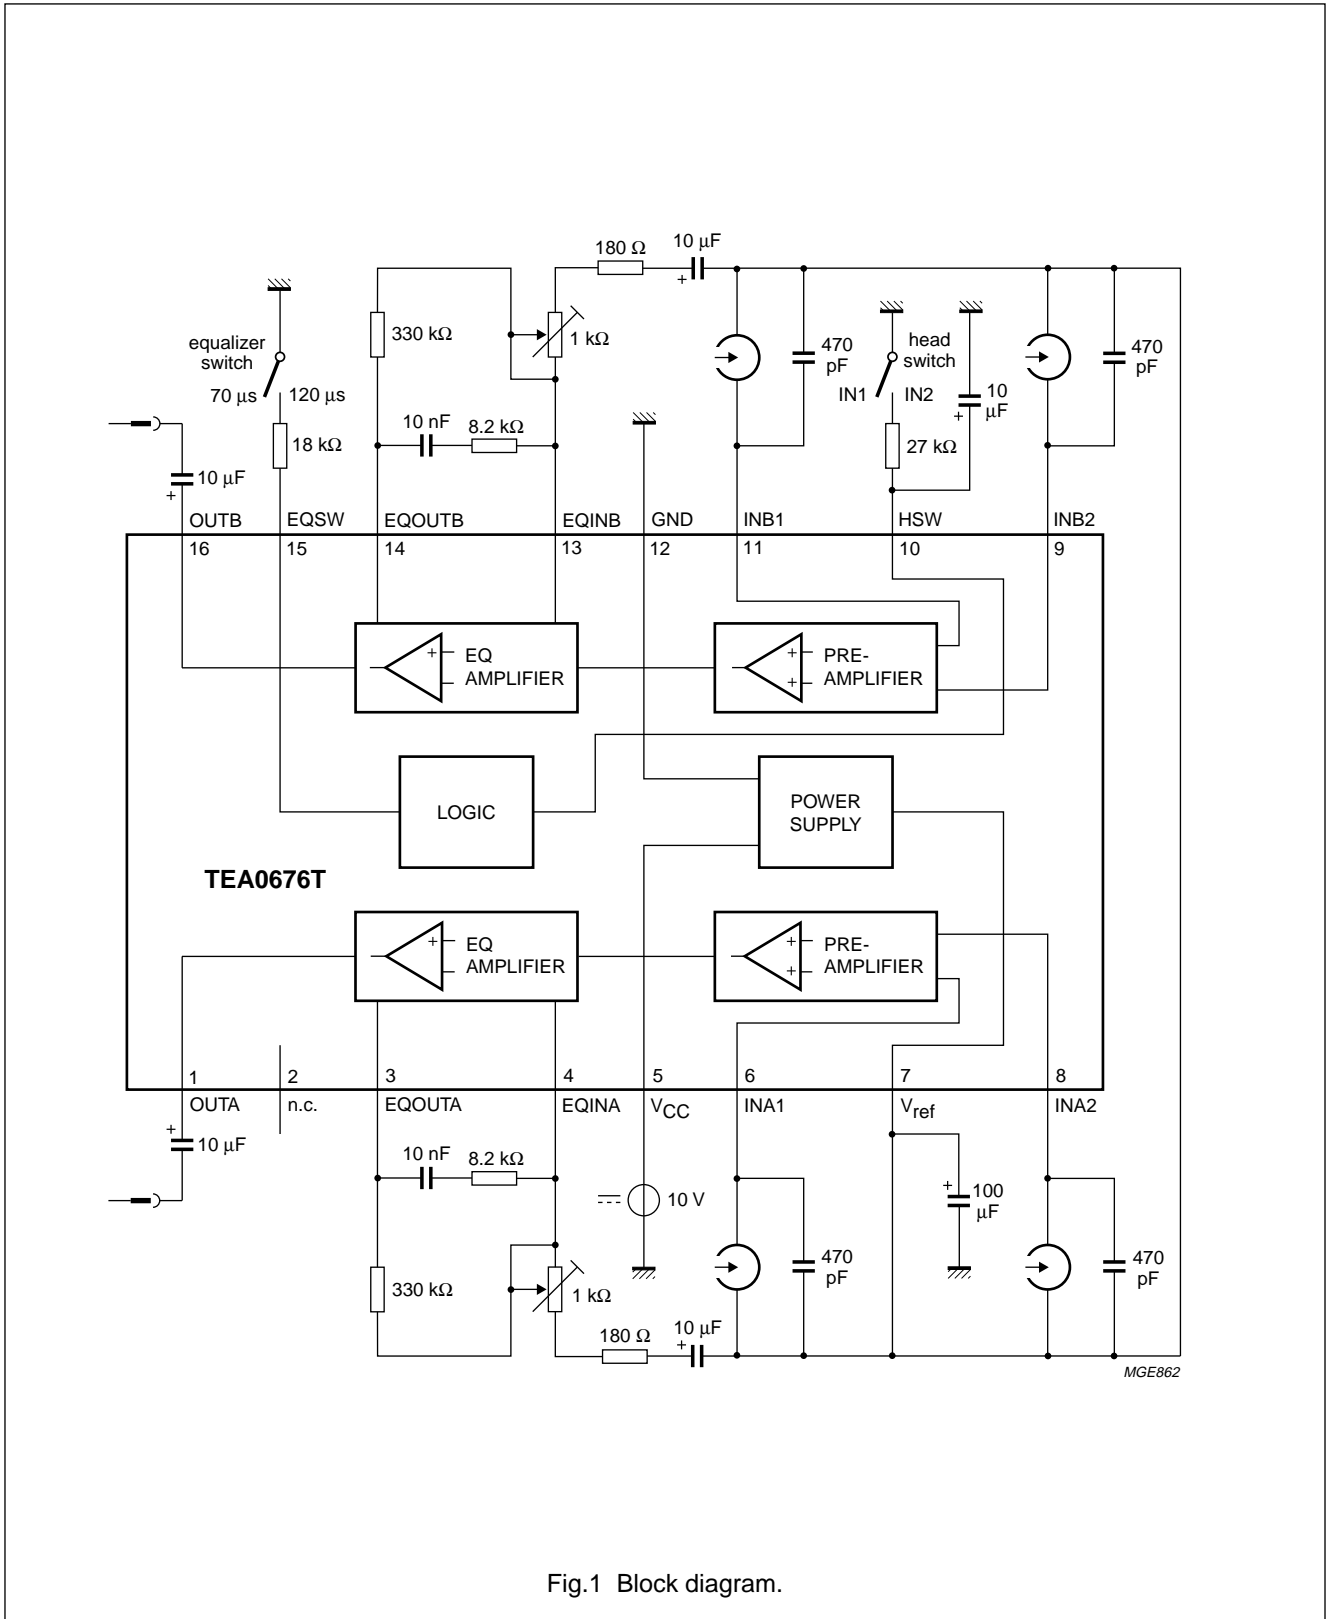 180 Ω
10 µF
+
330 kΩ
1 kΩ
equalizer
switch
70 µs
120 µs
470
pF
head
switch
IN1
IN2
10
µF
+
470
pF
10 nF
8.2 kΩ
18 kΩ
27 kΩ
10 µF
+
OUTB
EQSW
EQOUTB
EQINB
GND
INB1
HSW
INB2
16
15
14
13
12
11
10
9
+
EQ
AMPLIFIER
+
+
PRE-
AMPLIFIER
LOGIC
POWER
SUPPLY
TEA0676T
+
EQ
AMPLIFIER
+
+
PRE-
AMPLIFIER
1
2
3
4
5
6
7
8
OUTA
n.c.
EQOUTA
EQINA
VCC
INA1
Vref
INA2
+
10 µF
10 nF
8.2 kΩ
10 V
+
100
µF
330 kΩ
1 kΩ
470
pF
470
pF
180 Ω
10 µF
+
MGE862
Fig.1 Block diagram.